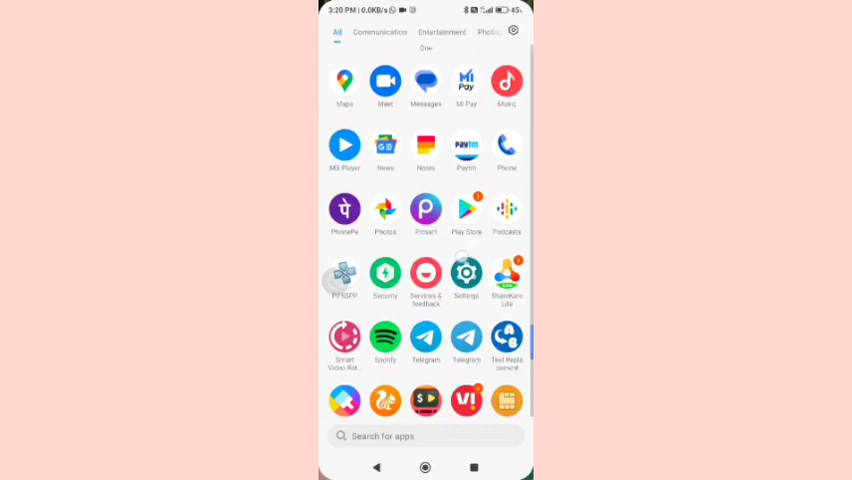 3:20 PM | 0.0KB/s
45
All Communication Entertainment
One
Maps Meet Messages Mi Pay Music
MX Player News Notes Paytm Phone
PhonePe Photos Picsart Play Store Podcasts
PPSSPP Security Services & feedback Settings ShareKaro Lite
Smart Video Rot... Spotify Telegram Telegram Text Repla cement
Search for apps